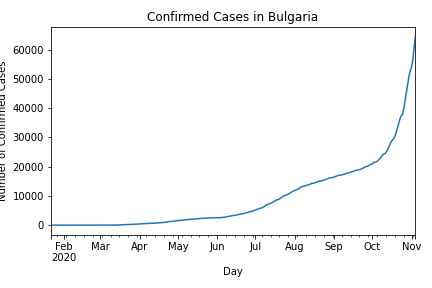 Confirmed Cases in Bulgaria
Number of Confirmed Cases
60000
50000
40000
30000
20000
10000
0
Feb Mar Apr May Jun Jul Aug Sep Oct Nov
2020
Day